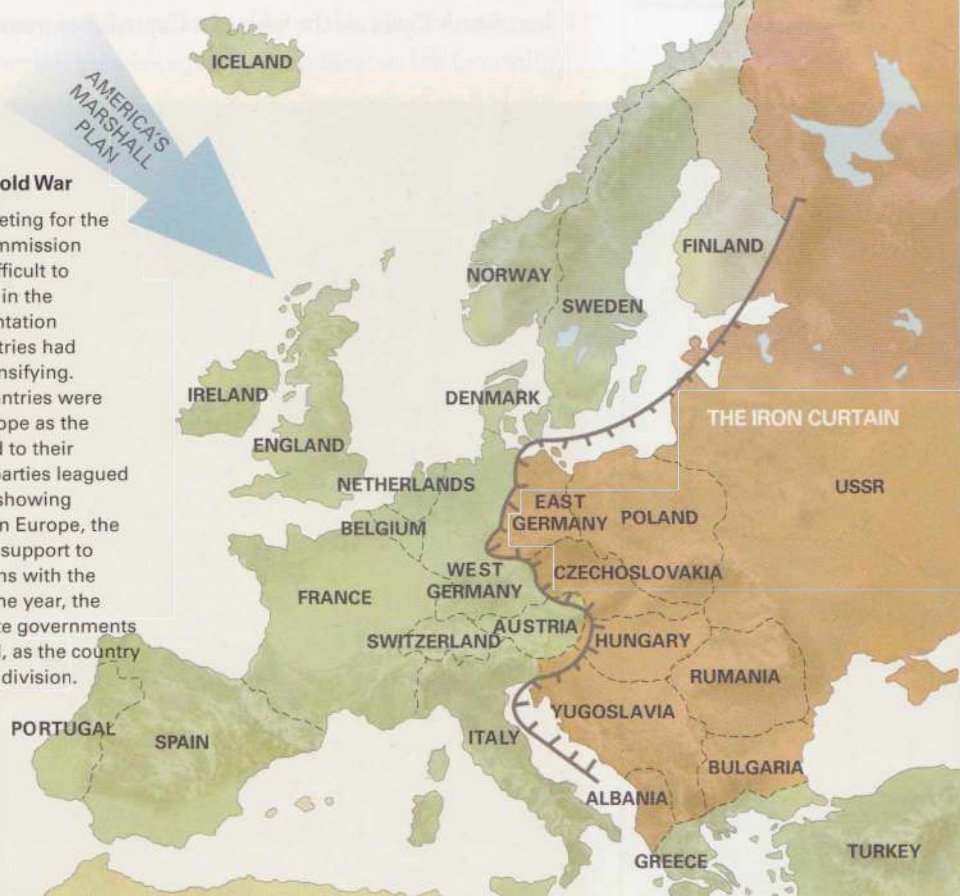 ICELAND
AMERICA'S
MARSHALL
PLAN
old War
eting for the
mmission
fficult to
in the
ntation
tries had
nsifying.
untries were
ope as the
d to their
parties leagued
showing
n Europe, the
support to
ns with the
he year, the
te governments
l, as the country
division.
FINLAND
NORWAY
SWEDEN
IRELAND
DENMARK
ENGLAND
THE IRON CURTAIN
NETHERLANDS
USSR
EAST
GERMANY
POLAND
BELGIUM
WEST
GERMANY
CZECHOSLOVAKIA
FRANCE
AUSTRIA
SWITZERLAND
HUNGARY
RUMANIA
YUGOSLAVIA
PORTUGAL
SPAIN
ITALY
BULGARIA
ALBANIA
GREECE
TURKEY